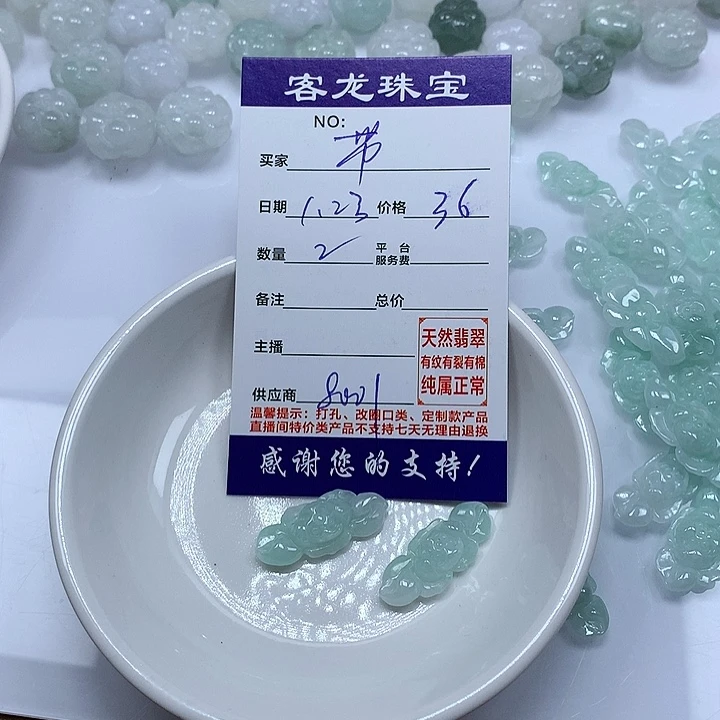 客龙珠宝
NO:
买家 带
日期 1.23 价格 36
数量 2 平台服务费
备注 总价
主播
天然翡翠
有纹有裂有棉
纯属正常
供应商 8001
温馨提示：打孔、改圈口类、定制款产品
直播间特价类产品不支持七天无理由退换
感谢您的支持！